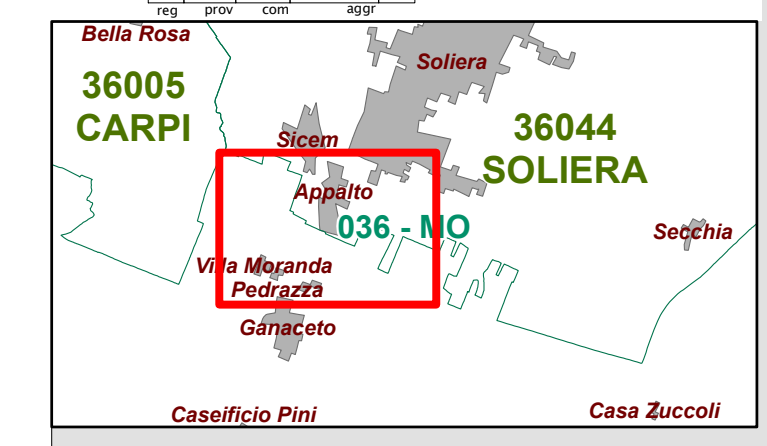 reg prov com aggr
Bella Rosa
Soliera
36005
CARPI
36044
SOLIERA
Sicem
Appalto
036 - MO
Secchia
Villa Moranda
Pedrazza
Ganaceto
Caseificio Pini
Casa Zuccoli